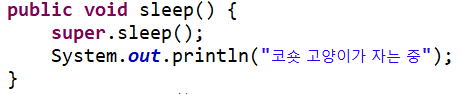 public void sleep() {
    super.sleep();
    System.out.println("코숏 고양이가 자는 중");
}